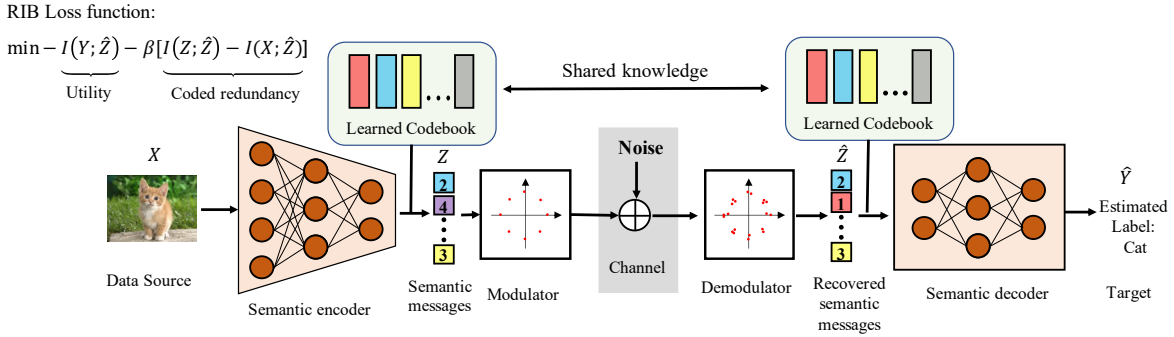 RIB Loss function:
min − I(Y; Ẑ) − β[I(Z; Ẑ) − I(X; Ẑ)]
Utility
Coded redundancy
Learned Codebook
Shared knowledge
Learned Codebook
X
Data Source
Semantic encoder
Z
2
4
3
Semantic
messages
Modulator
Noise
Channel
Demodulator
Ẑ
2
1
3
Recovered
semantic
messages
Semantic decoder
Ŷ
Estimated
Label:
Cat
Target